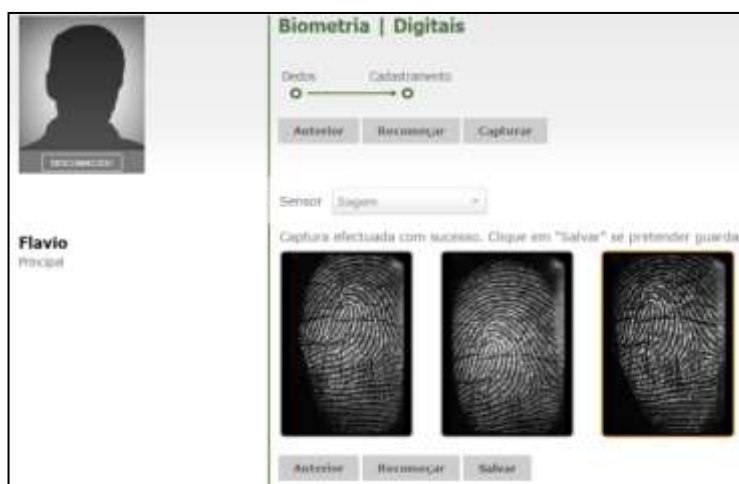 Biometria | Digitais
Dedos Cadastramento
Anterior Recomeçar Capturar
DESCONHECIDO
Sensor Sagem
Flavio
Principal
Captura efectuada com sucesso. Clique em "Salvar" se pretender guarda
Anterior Recomeçar Salvar